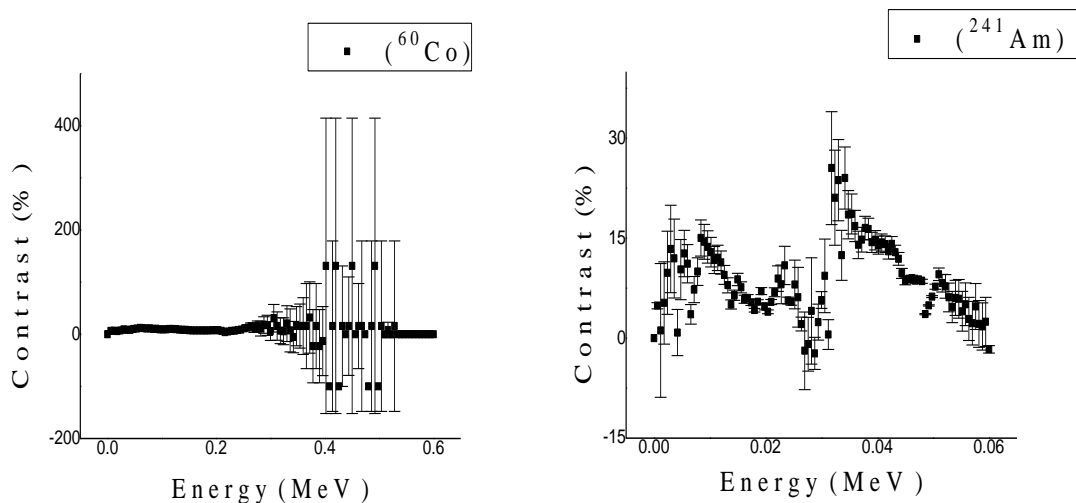 (⁶⁰Co)
Contrast (%)
400
200
0
-200
0.0 0.2 0.4 0.6
Energy (MeV)
(²⁴¹Am)
Contrast (%)
30
15
0
-15
0.00 0.02 0.04 0.06
Energy (MeV)